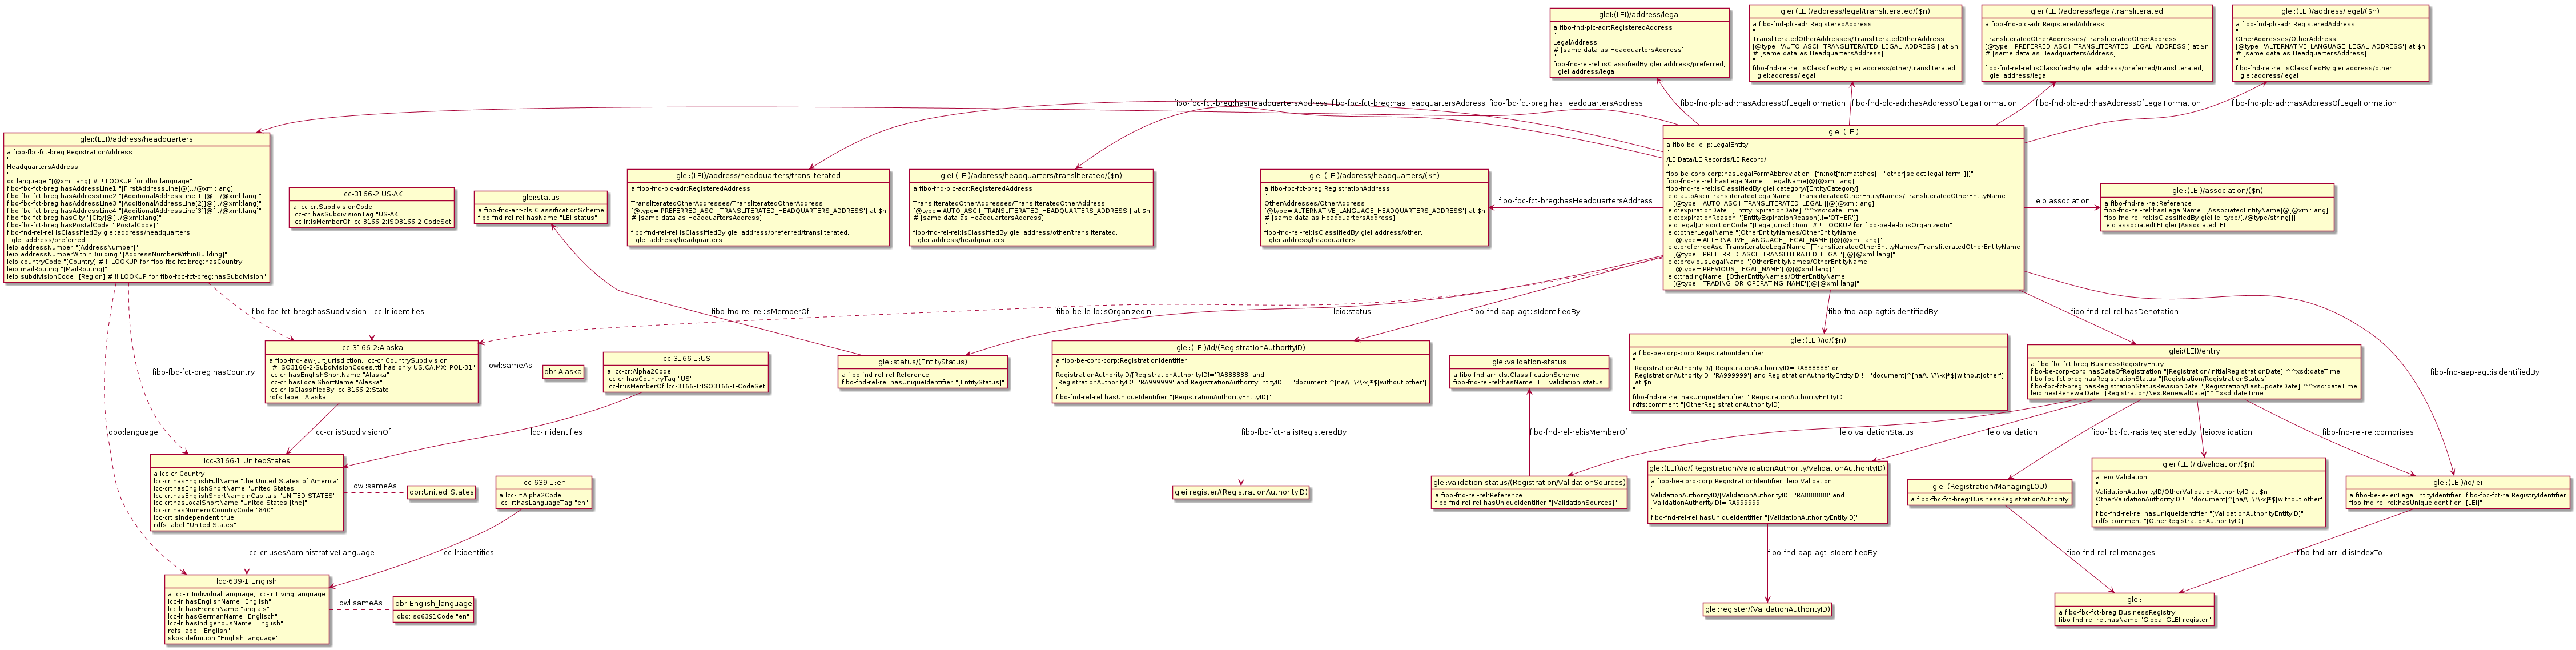 glei:(LEI)/address/legal
a fibo-fnd-plc-adr:RegisteredAddress
"
LegalAddress
# [same data as HeadquartersAddress]
"
fibo-fnd-rel-rel:isClassifiedBy glei:address/preferred,
glei:address/legal
glei:(LEI)/address/legal/transliterated/($n)
a fibo-fnd-plc-adr:RegisteredAddress
"
TransliteratedOtherAddresses/TransliteratedOtherAddress
[@type='AUTO_ASCII_TRANSLITERATED_LEGAL_ADDRESS'] at $n
# [same data as HeadquartersAddress]
"
fibo-fnd-rel-rel:isClassifiedBy glei:address/other/transliterated,
glei:address/legal
glei:(LEI)/address/legal/transliterated
a fibo-fnd-plc-adr:RegisteredAddress
"
TransliteratedOtherAddresses/TransliteratedOtherAddress
[@type='PREFERRED_ASCII_TRANSLITERATED_LEGAL_ADDRESS'] at $n
# [same data as HeadquartersAddress]
"
fibo-fnd-rel-rel:isClassifiedBy glei:address/preferred/transliterated,
glei:address/legal
glei:(LEI)/address/legal/($n)
a fibo-fnd-plc-adr:RegisteredAddress
"
OtherAddresses/OtherAddress
[@type='ALTERNATIVE_LANGUAGE_LEGAL_ADDRESS'] at $n
# [same data as HeadquartersAddress]
"
fibo-fnd-rel-rel:isClassifiedBy glei:address/other,
glei:address/legal
fibo-fbc-fct-breg:hasHeadquartersAddress
fibo-fbc-fct-breg:hasHeadquartersAddress
fibo-fbc-fct-breg:hasHeadquartersAddress
fibo-fnd-plc-adr:hasAddressOfLegalFormation
fibo-fnd-plc-adr:hasAddressOfLegalFormation
fibo-fnd-plc-adr:hasAddressOfLegalFormation
fibo-fnd-plc-adr:hasAddressOfLegalFormation
glei:(LEI)/address/headquarters
a fibo-fbc-fct-breg:RegistrationAddress
"
HeadquartersAddress
"
dc:language "[@xml:lang] # !! LOOKUP for dbo:language"
fibo-fbc-fct-breg:hasAddressLine1 "[FirstAddressLine]@[../@xml:lang]"
fibo-fbc-fct-breg:hasAddressLine2 "[AdditionalAddressLine[1]]@[../@xml:lang]"
fibo-fbc-fct-breg:hasAddressLine3 "[AdditionalAddressLine[2]]@[../@xml:lang]"
fibo-fbc-fct-breg:hasAddressLine4 "[AdditionalAddressLine[3]]@[../@xml:lang]"
fibo-fbc-fct-breg:hasCity "[City]@[../@xml:lang]"
fibo-fbc-fct-breg:hasPostalCode "[PostalCode]"
fibo-fnd-rel-rel:isClassifiedBy glei:address/headquarters,
glei:address/preferred
leio:addressNumber "[AddressNumber]"
leio:addressNumberWithinBuilding "[AddressNumberWithinBuilding]"
leio:countryCode "[Country] # !! LOOKUP for fibo-fbc-fct-breg:hasCountry"
leio:mailRouting "[MailRouting]"
leio:subdivisionCode "[Region] # !! LOOKUP for fibo-fbc-fct-breg:hasSubdivision"
lcc-3166-2:US-AK
a lcc-cr:SubdivisionCode
lcc-cr:hasSubdivisionTag "US-AK"
lcc-lr:isMemberOf lcc-3166-2:ISO3166-2-CodeSet
glei:status
a fibo-fnd-arr-cls:ClassificationScheme
fibo-fnd-rel-rel:hasName "LEI status"
glei:(LEI)/address/headquarters/transliterated
a fibo-fnd-plc-adr:RegisteredAddress
"
TransliteratedOtherAddresses/TransliteratedOtherAddress
[@type='PREFERRED_ASCII_TRANSLITERATED_HEADQUARTERS_ADDRESS'] at $n
# [same data as HeadquartersAddress]
"
fibo-fnd-rel-rel:isClassifiedBy glei:address/preferred/transliterated,
glei:address/headquarters
glei:(LEI)/address/headquarters/transliterated/($n)
a fibo-fnd-plc-adr:RegisteredAddress
"
TransliteratedOtherAddresses/TransliteratedOtherAddress
[@type='AUTO_ASCII_TRANSLITERATED_HEADQUARTERS_ADDRESS'] at $n
# [same data as HeadquartersAddress]
"
fibo-fnd-rel-rel:isClassifiedBy glei:address/other/transliterated,
glei:address/headquarters
glei:(LEI)/address/headquarters/($n)
a fibo-fbc-fct-breg:RegistrationAddress
"
OtherAddresses/OtherAddress
[@type='ALTERNATIVE_LANGUAGE_HEADQUARTERS_ADDRESS'] at $n
# [same data as HeadquartersAddress]
"
fibo-fnd-rel-rel:isClassifiedBy glei:address/other,
glei:address/headquarters
fibo-fbc-fct-breg:hasHeadquartersAddress
glei:(LEI)
a fibo-be-le-lp:LegalEntity
"
/LEIData/LEIRecords/LEIRecord/
"
fibo-be-corp-corp:hasLegalFormAbbreviation "[fn:not[fn:matches[., "other|select legal form"]]]"
fibo-fnd-rel-rel:hasLegalName "[LegalName]@[@xml:lang]"
fibo-fnd-rel-rel:isClassifiedBy glei:category/[EntityCategory]
leio:autoAsciiTransliteratedLegalName "[TransliteratedOtherEntityNames/TransliteratedOtherEntityName
[@type='AUTO_ASCII_TRANSLITERATED_LEGAL']]@[@xml:lang]"
leio:expirationDate "[EntityExpirationDate]"^^xsd:dateTime
leio:expirationReason "[EntityExpirationReason[.!='OTHER']]"
leio:legalJurisdictionCode "[LegalJurisdiction] # !! LOOKUP for fibo-be-le-lp:isOrganizedIn"
leio:otherLegalName "[OtherEntityNames/OtherEntityName
[@type='ALTERNATIVE_LANGUAGE_LEGAL_NAME']]@[@xml:lang]"
leio:preferredAsciiTransliteratedLegalName "[TransliteratedOtherEntityNames/TransliteratedOtherEntityName
[@type='PREFERRED_ASCII_TRANSLITERATED_LEGAL']]@[@xml:lang]"
leio:previousLegalName "[OtherEntityNames/OtherEntityName
[@type='PREVIOUS_LEGAL_NAME']]@[@xml:lang]"
leio:tradingName "[OtherEntityNames/OtherEntityName
[@type='TRADING_OR_OPERATING_NAME']]@[@xml:lang]"
leio:association
glei:(LEI)/association/($n)
a fibo-fnd-rel-rel:Reference
fibo-fnd-rel-rel:hasLegalName "[AssociatedEntityName]@[@xml:lang]"
fibo-fnd-rel-rel:isClassifiedBy glei:lei-type/[./@type/string[]]
leio:associatedLEI glei:[AssociatedLEI]
fibo-fbc-fct-breg:hasSubdivision
lcc-lr:identifies
fibo-fnd-rel-rel:isMemberOf
fibo-be-le-lp:isOrganizedIn
leio:status
fibo-fnd-aap-agt:isIdentifiedBy
fibo-fnd-aap-agt:isIdentifiedBy
fibo-fnd-rel-rel:hasDenotation
lcc-3166-2:Alaska
a fibo-fnd-law-jur:Jurisdiction, lcc-cr:CountrySubdivision
"# ISO3166-2-SubdivisionCodes.ttl has only US,CA,MX: POL-31"
lcc-cr:hasEnglishShortName "Alaska"
lcc-cr:hasLocalShortName "Alaska"
lcc-cr:isClassifiedBy lcc-3166-2:State
rdfs:label "Alaska"
owl:sameAs
dbr:Alaska
lcc-3166-1:US
a lcc-cr:Alpha2Code
lcc-cr:hasCountryTag "US"
lcc-lr:isMemberOf lcc-3166-1:ISO3166-1-CodeSet
glei:status/(EntityStatus)
a fibo-fnd-rel-rel:Reference
fibo-fnd-rel-rel:hasUniqueIdentifier "[EntityStatus]"
glei:(LEI)/id/(RegistrationAuthorityID)
a fibo-be-corp-corp:RegistrationIdentifier
"
RegistrationAuthorityID/[RegistrationAuthorityID!='RA888888' and
RegistrationAuthorityID!='RA999999' and RegistrationAuthorityEntityID != 'document|^[na/\. \?\-x]*$|without|other']
"
fibo-fnd-rel-rel:hasUniqueIdentifier "[RegistrationAuthorityEntityID]"
glei:validation-status
a fibo-fnd-arr-cls:ClassificationScheme
fibo-fnd-rel-rel:hasName "LEI validation status"
glei:(LEI)/id/($n)
a fibo-be-corp-corp:RegistrationIdentifier
"
RegistrationAuthorityID/[[RegistrationAuthorityID='RA888888' or
RegistrationAuthorityID='RA999999'] and RegistrationAuthorityEntityID != 'document|^[na/\. \?\-x]*$|without|other']
at $n
"
fibo-fnd-rel-rel:hasUniqueIdentifier "[RegistrationAuthorityEntityID]"
rdfs:comment "[OtherRegistrationAuthorityID]"
glei:(LEI)/entry
a fibo-fbc-fct-breg:BusinessRegistryEntry
fibo-be-corp-corp:hasDateOfRegistration "[Registration/InitialRegistrationDate]"^^xsd:dateTime
fibo-fbc-fct-breg:hasRegistrationStatus "[Registration/RegistrationStatus]"
fibo-fbc-fct-breg:hasRegistrationStatusRevisionDate "[Registration/LastUpdateDate]"^^xsd:dateTime
leio:nextRenewalDate "[Registration/NextRenewalDate]"^^xsd:dateTime
fibo-fbc-fct-breg:hasCountry
fibo-fnd-aap-agt:isIdentifiedBy
dbo:language
lcc-cr:isSubdivisionOf
lcc-lr:identifies
fibo-fbc-fct-ra:isRegisteredBy
fibo-fnd-rel-rel:isMemberOf
leio:validationStatus
leio:validation
fibo-fbc-fct-ra:isRegisteredBy
leio:validation
fibo-fnd-rel-rel:comprises
lcc-3166-1:UnitedStates
a lcc-cr:Country
lcc-cr:hasEnglishFullName "the United States of America"
lcc-cr:hasEnglishShortName "United States"
lcc-cr:hasEnglishShortNameInCapitals "UNITED STATES"
lcc-cr:hasLocalShortName "United States [the]"
lcc-cr:hasNumericCountryCode "840"
lcc-cr:isIndependent true
rdfs:label "United States"
owl:sameAs
dbr:United_States
lcc-639-1:en
a lcc-lr:Alpha2Code
lcc-lr:hasLanguageTag "en"
glei:register/(RegistrationAuthorityID)
glei:validation-status/(Registration/ValidationSources)
a fibo-fnd-rel-rel:Reference
fibo-fnd-rel-rel:hasUniqueIdentifier "[ValidationSources]"
glei:(LEI)/id/(Registration/ValidationAuthority/ValidationAuthorityID)
a fibo-be-corp-corp:RegistrationIdentifier, leio:Validation
"
ValidationAuthorityID/[ValidationAuthorityID!='RA888888' and
ValidationAuthorityID!='RA999999'
"
fibo-fnd-rel-rel:hasUniqueIdentifier "[ValidationAuthorityEntityID]"
glei:(Registration/ManagingLOU)
a fibo-fbc-fct-breg:BusinessRegistrationAuthority
glei:(LEI)/id/validation/($n)
a leio:Validation
"
ValidationAuthorityID/OtherValidationAuthorityID at $n
OtherValidationAuthorityID != 'document|^[na/\. \?\-x]*$|without|other'
"
fibo-fnd-rel-rel:hasUniqueIdentifier "[ValidationAuthorityEntityID]"
rdfs:comment "[OtherRegistrationAuthorityID]"
glei:(LEI)/id/lei
a fibo-be-le-lei:LegalEntityIdentifier, fibo-fbc-fct-ra:RegistryIdentifier
fibo-fnd-rel-rel:hasUniqueIdentifier "[LEI]"
lcc-cr:usesAdministrativeLanguage
lcc-lr:identifies
fibo-fnd-aap-agt:isIdentifiedBy
fibo-fnd-rel-rel:manages
fibo-fnd-arr-id:isIndexTo
lcc-639-1:English
a lcc-lr:IndividualLanguage, lcc-lr:LivingLanguage
lcc-lr:hasEnglishName "English"
lcc-lr:hasFrenchName "anglais"
lcc-lr:hasGermanName "Englisch"
lcc-lr:hasIndigenousName "English"
rdfs:label "English"
skos:definition "English language"
owl:sameAs
dbr:English_language
dbo:iso6391Code "en"
glei:register/(ValidationAuthorityID)
glei:
a fibo-fbc-fct-breg:BusinessRegistry
fibo-fnd-rel-rel:hasName "Global GLEI register"